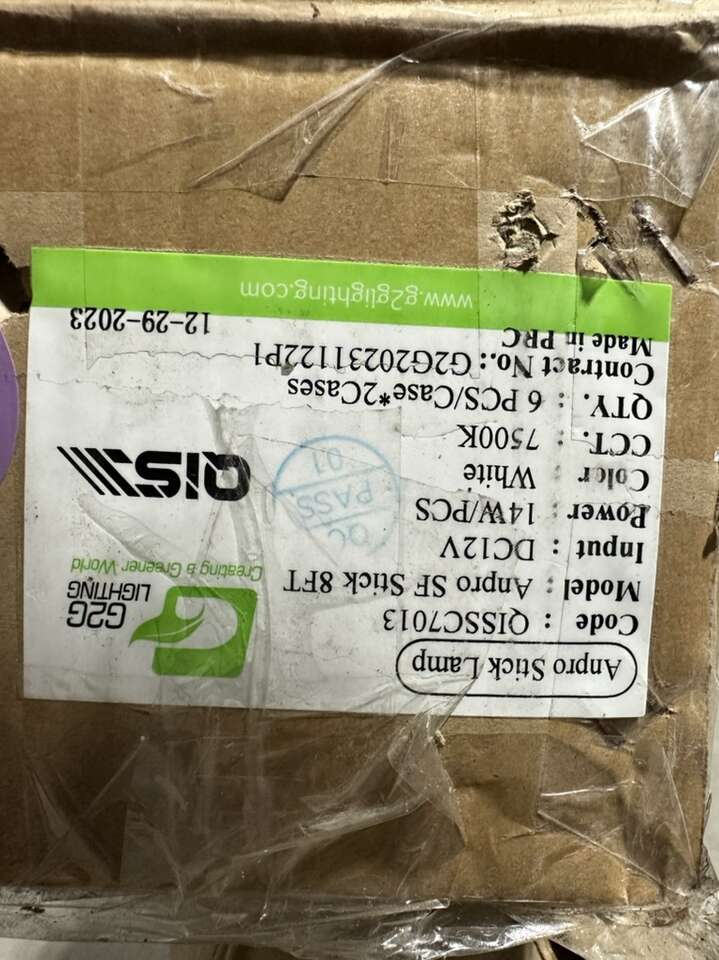 Anpro Stick Lamp
Code : QISSC7013
Model : Anpro SF Stick 8FT
Input : DC12V
Power : 14W/PCS
Color : White
CCT. : 7500K
QTY. : 6 PCS/Case*2Cases
Contract No.: G2G20231122P1
Made in PRC
12-29-2023
G2G
LIGHTING
Creating a Greener World
QIS
QC
PASS
01
www.g2glighting.com